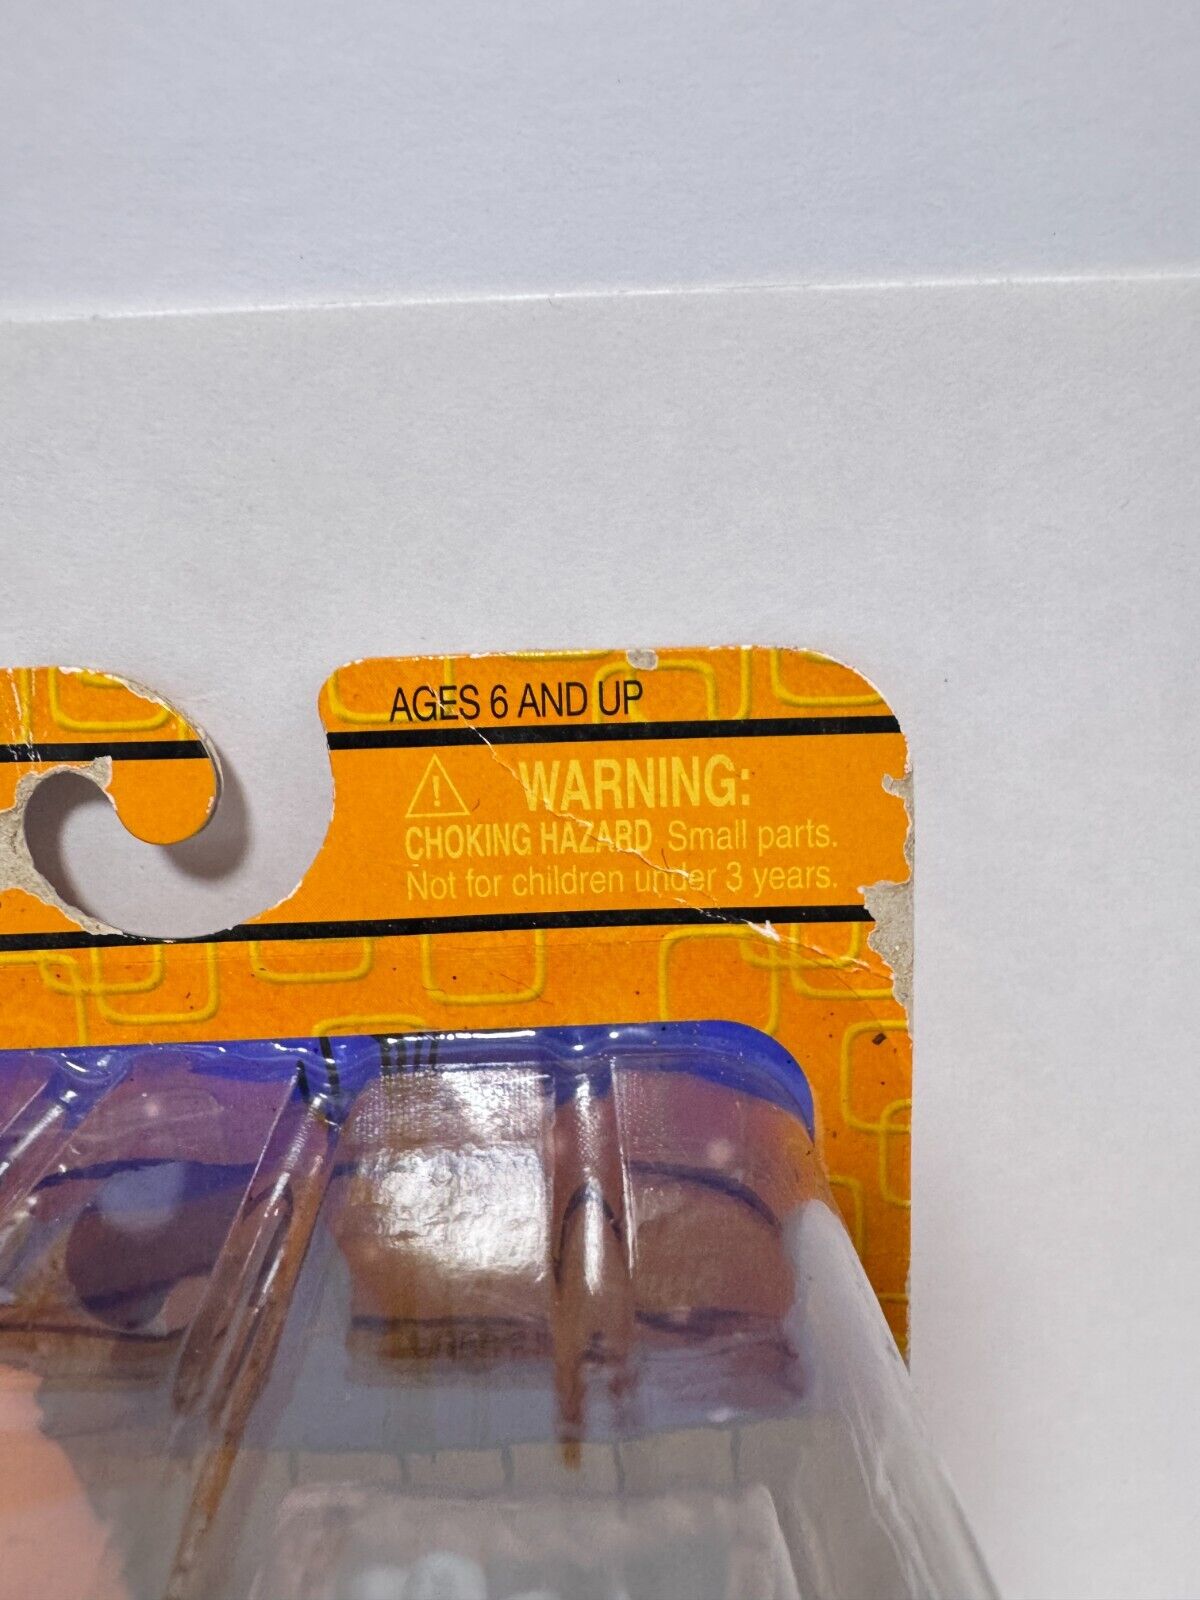 AGES 6 AND UP
WARNING:
CHOKING HAZARD Small parts.
Not for children under 3 years.